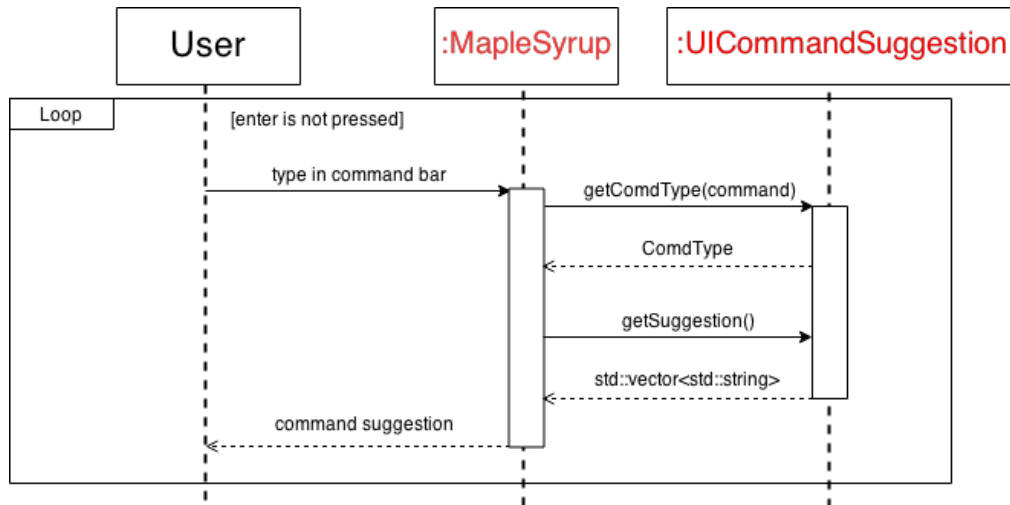 User
:MapleSyrup
:UICommandSuggestion
Loop
[enter is not pressed]
type in command bar
getComdType(command)
ComdType
getSuggestion()
std::vector<std::string>
command suggestion